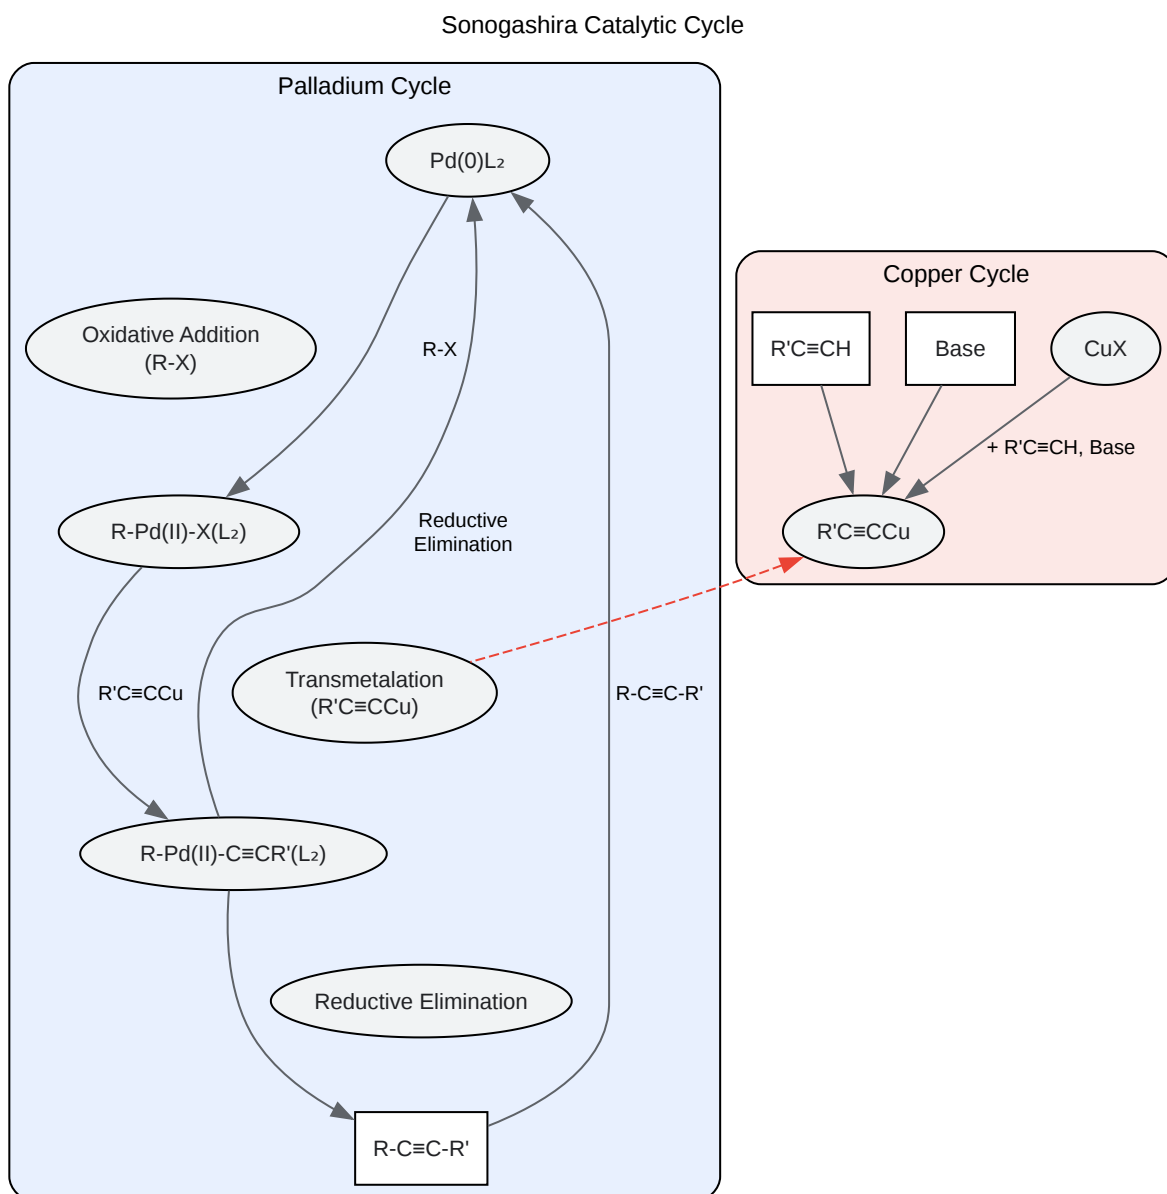 Sonogashira Catalytic Cycle
Palladium Cycle
Pd(0)L₂
Copper Cycle
R'C≡CH
Base
CuX
Oxidative Addition
(R-X)
R-X
+ R'C≡CH, Base
R-Pd(II)-X(L₂)
Reductive
Elimination
R'C≡CCu
Transmetalation
(R'C≡CCu)
R'C≡CCu
R-C≡C-R'
R-Pd(II)-C≡CR'(L₂)
Reductive Elimination
R-C≡C-R'